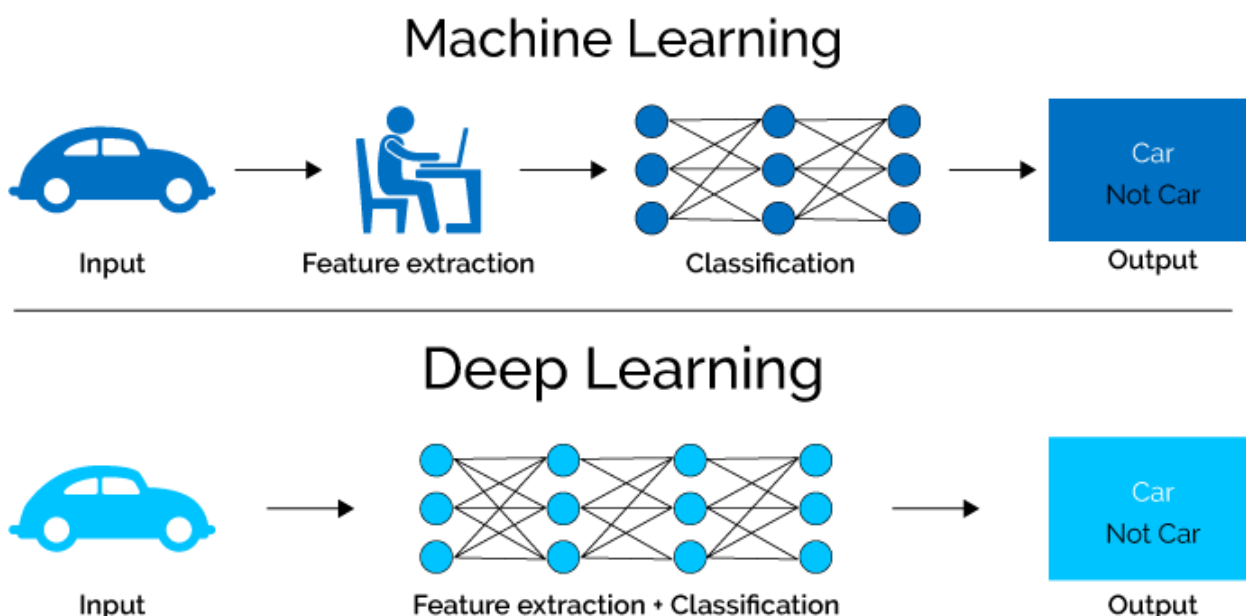 Machine Learning
Car
Not Car
Input
Feature extraction
Classification
Output
Deep Learning
Car
Not Car
Input
Feature extraction + Classification
Output